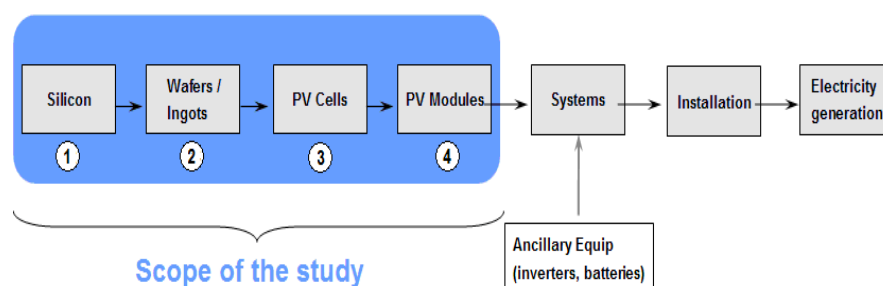 Silicon
Wafers /
Ingots
PV Cells
PV Modules
Systems
Installation
Electricity
generation
1
2
3
4
Ancillary Equip
(inverters, batteries)
Scope of the study